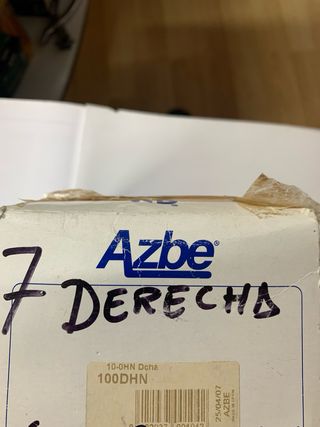 Azbe®
7 DERECHA
10-0HN Dcha
100DHN
25/04/07
AZBE